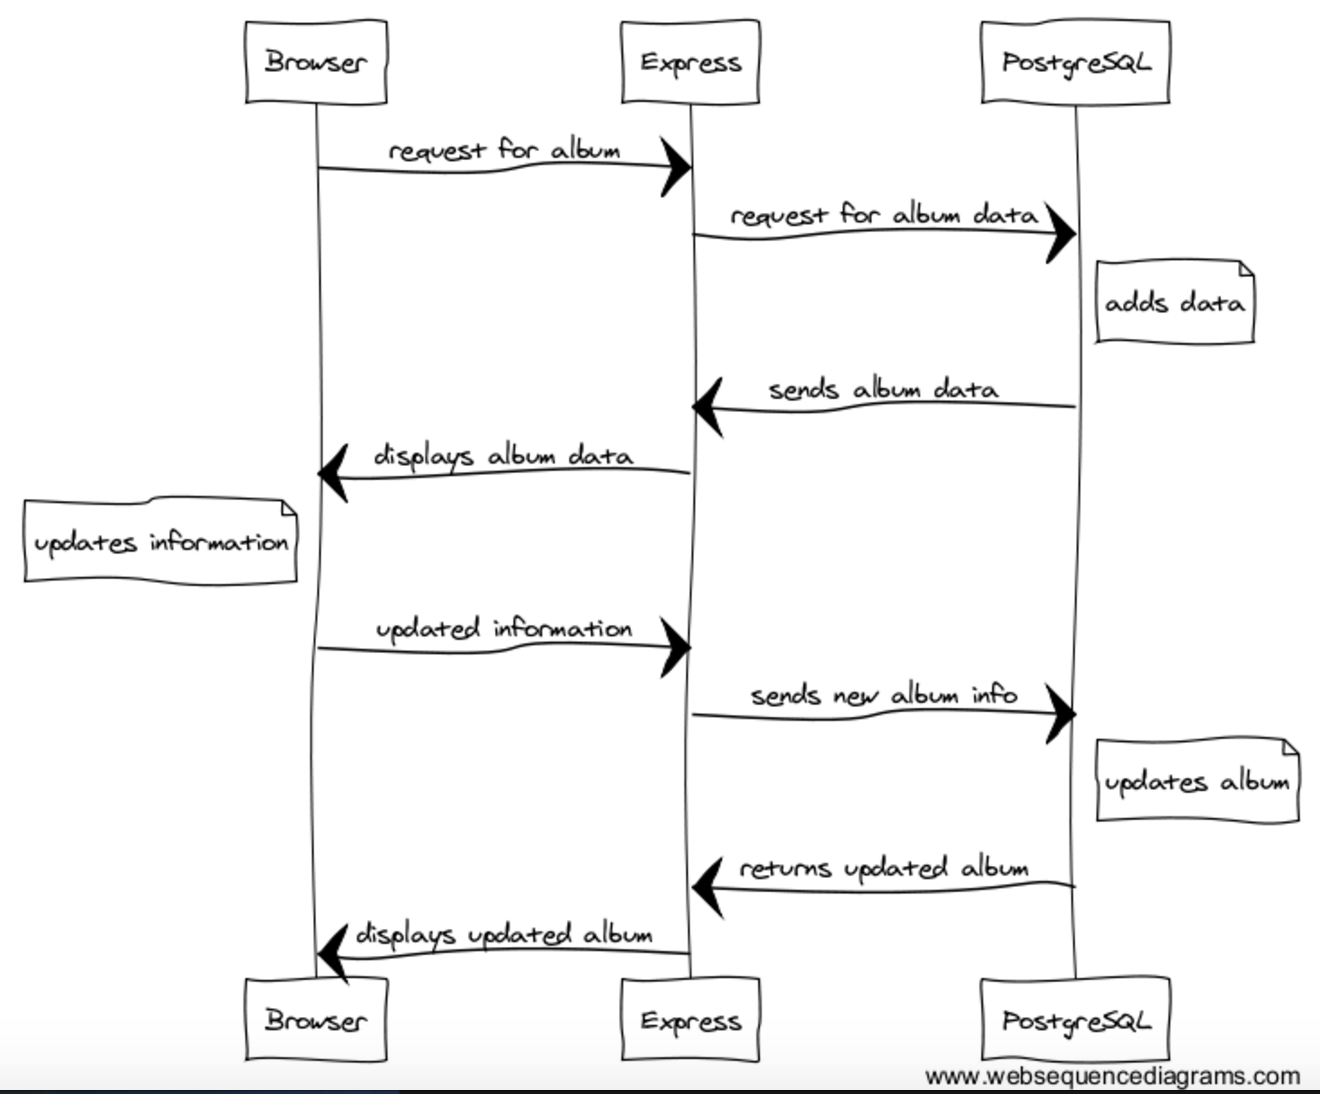 Browser
Express
PostgreSQL
request for album
request for album data
adds data
sends album data
displays album data
updates information
updated information
sends new album info
updates album
returns updated album
displays updated album
Browser
Express
PostgreSQL
www.websequencediagrams.com